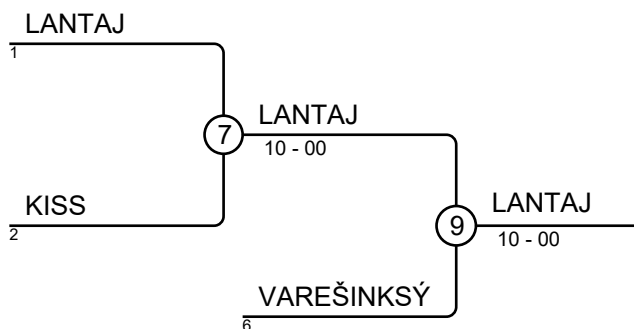 LANTAJ
1
7
LANTAJ
10 - 00
KISS
2
9
LANTAJ
10 - 00
VAREŠINKSÝ
6